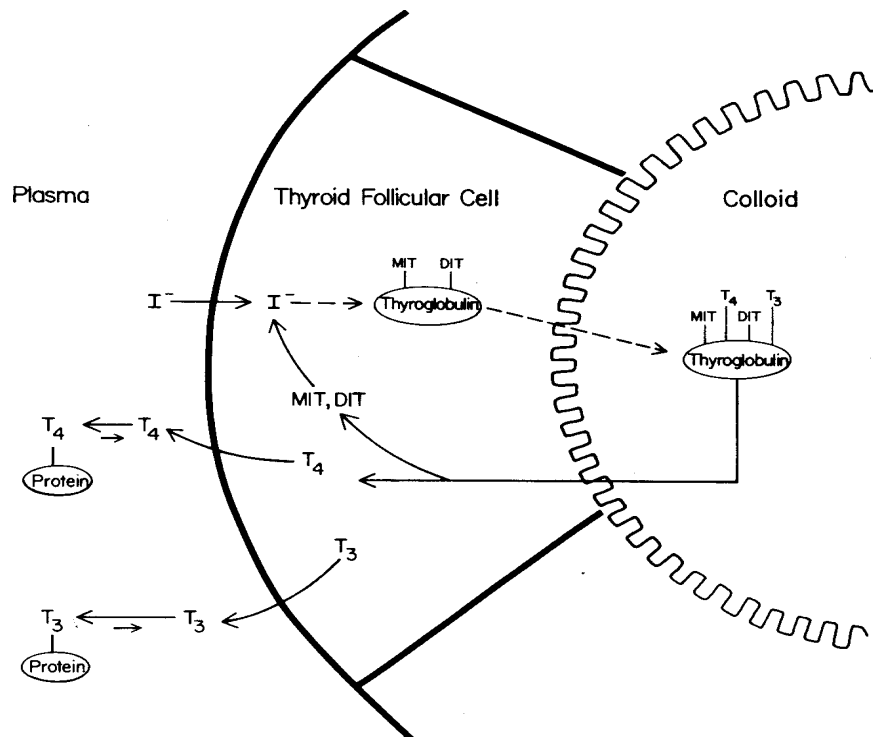 Plasma
Thyroid Follicular Cell
Colloid
MIT DIT
I⁻ I⁻ Thyroglobulin
T₄ T₃
MIT DIT
Thyroglobulin
MIT, DIT
T₄ T₄
T₄
Protein
T₃
T₃ T₃
Protein